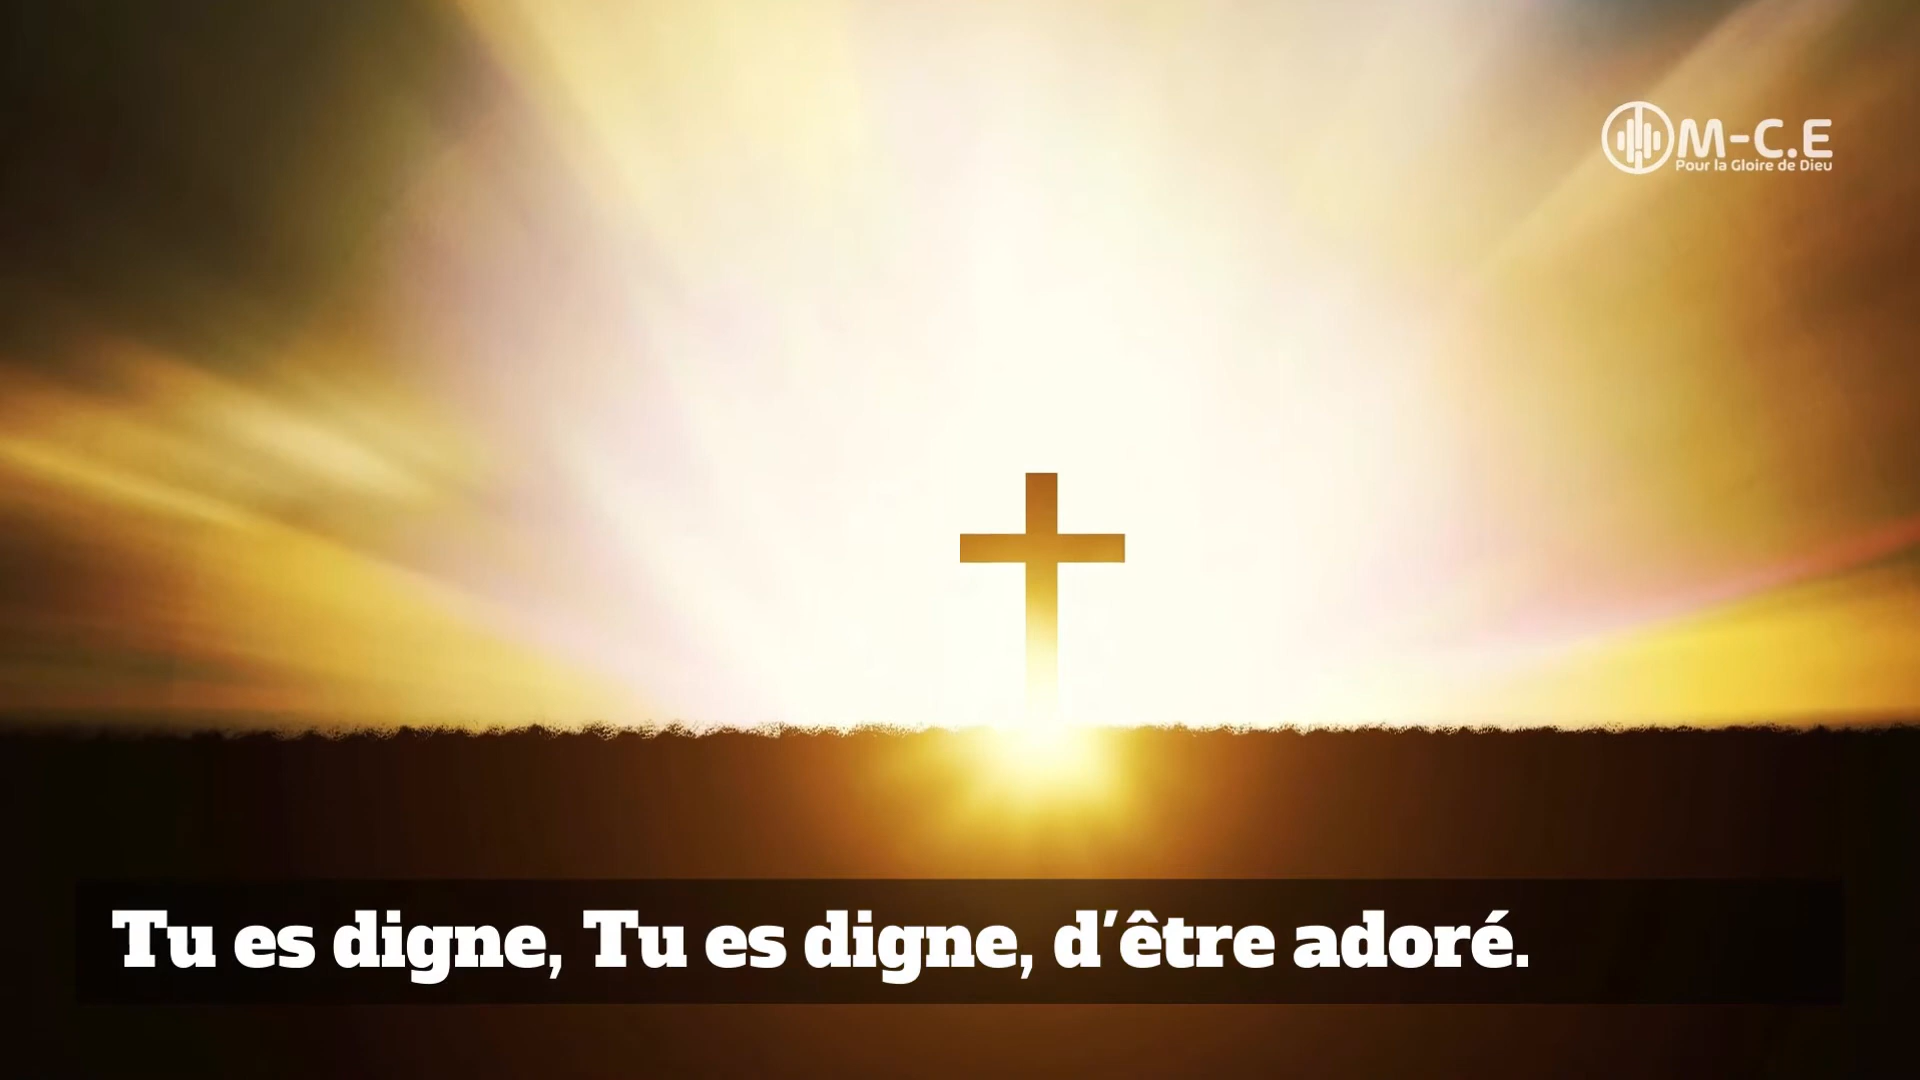 M-C.E
Pour la Gloire de Dieu
Tu es digne, Tu es digne, d'être adoré.